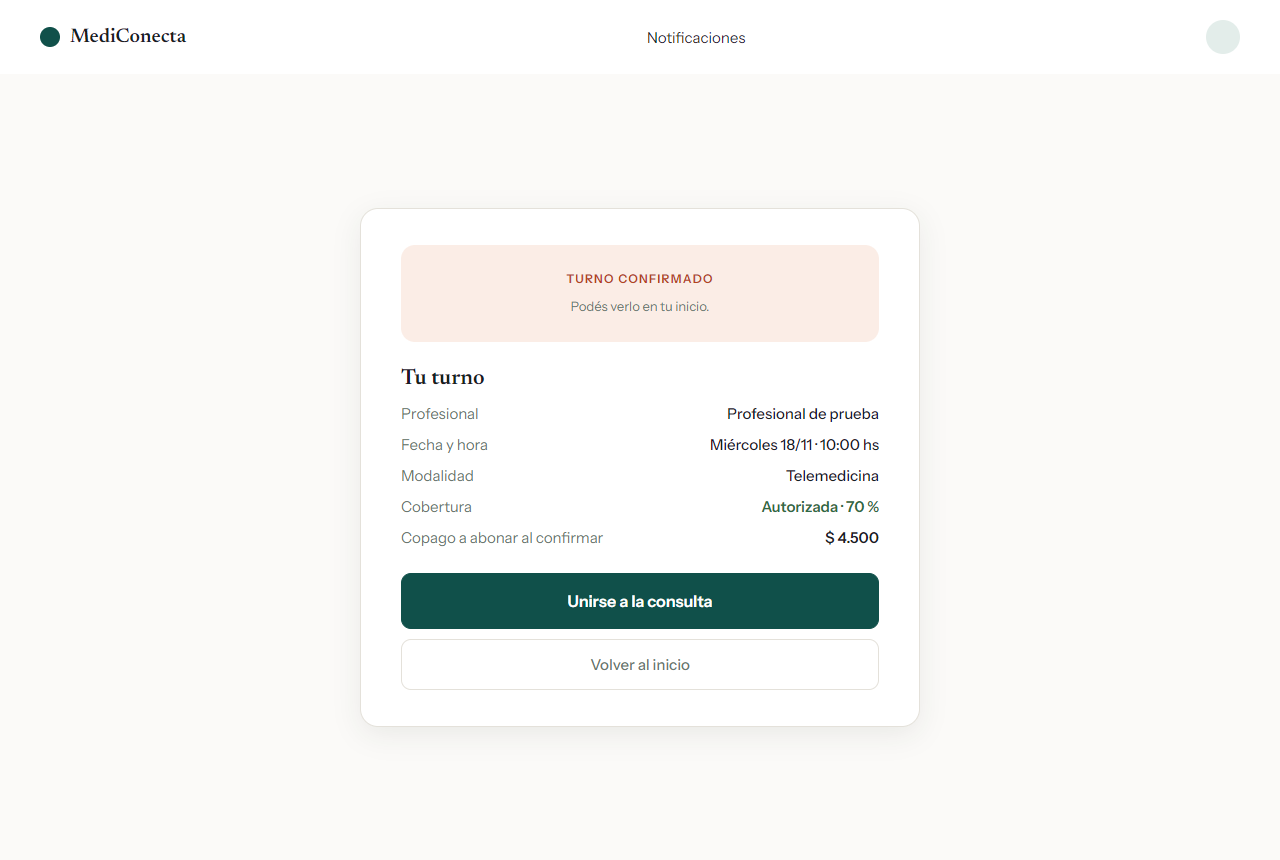 MediConecta
Notificaciones
TURNO CONFIRMADO
Podés verlo en tu inicio.
Tu turno
Profesional Profesional de prueba
Fecha y hora Miércoles 18/11 · 10:00 hs
Modalidad Telemedicina
Cobertura Autorizada · 70 %
Copago a abonar al confirmar $ 4.500
Unirse a la consulta
Volver al inicio